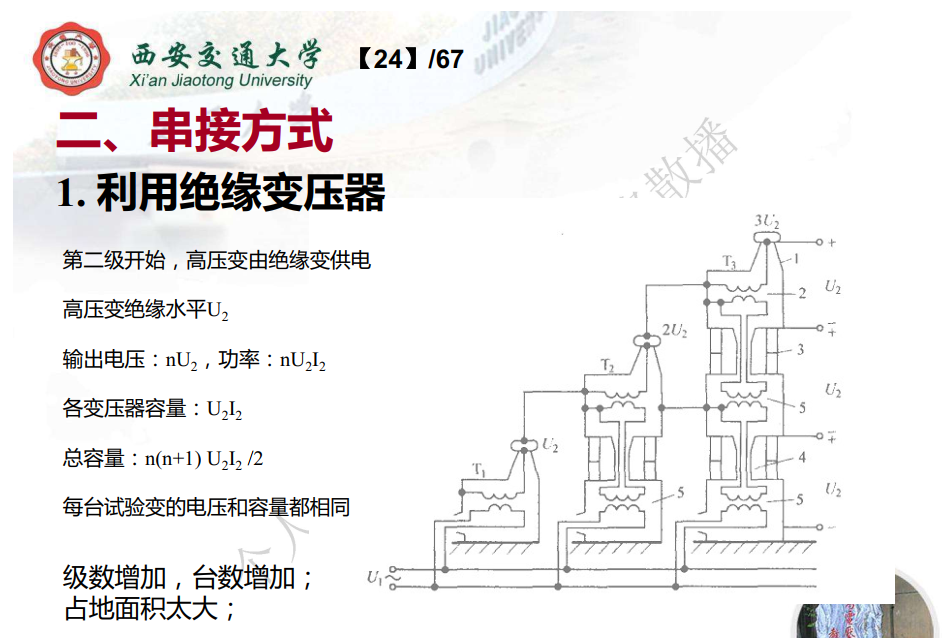 西安交通大学
Xi'an Jiaotong University
【24】/67
二、串接方式
1. 利用绝缘变压器
第二级开始，高压变由绝缘变供电
高压变绝缘水平U₂
输出电压：nU₂，功率：nU₂I₂
各变压器容量：U₂I₂
总容量：n(n+1) U₂I₂ /2
每台试验变的电压和容量都相同
级数增加，台数增加；
占地面积太大；
3U₂
+
T₃
1
2
U₂
∓
2U₂
3
T₂
U₂
5
∓
U₂
4
T₁
U₂
5
5
−
U₁~
散播
个人